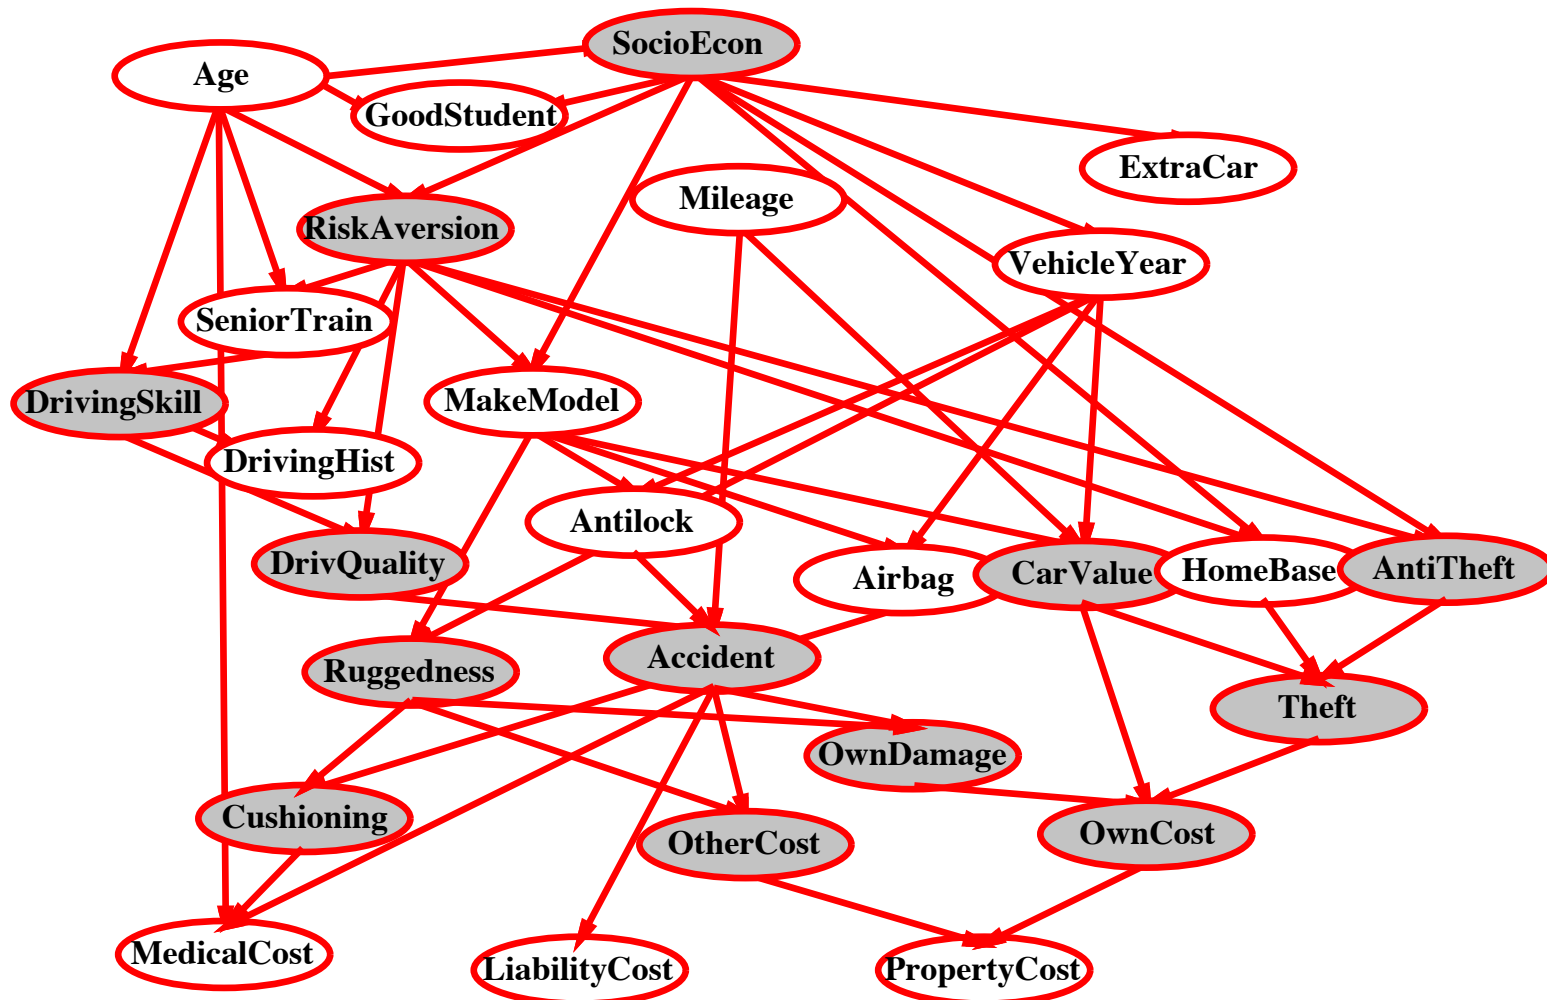 SocioEcon
Age
GoodStudent
ExtraCar
Mileage
RiskAversion
VehicleYear
SeniorTrain
DrivingSkill
MakeModel
DrivingHist
Antilock
DrivQuality
Airbag
CarValue
HomeBase
AntiTheft
Ruggedness
Accident
Theft
OwnDamage
Cushioning
OtherCost
OwnCost
MedicalCost
LiabilityCost
PropertyCost